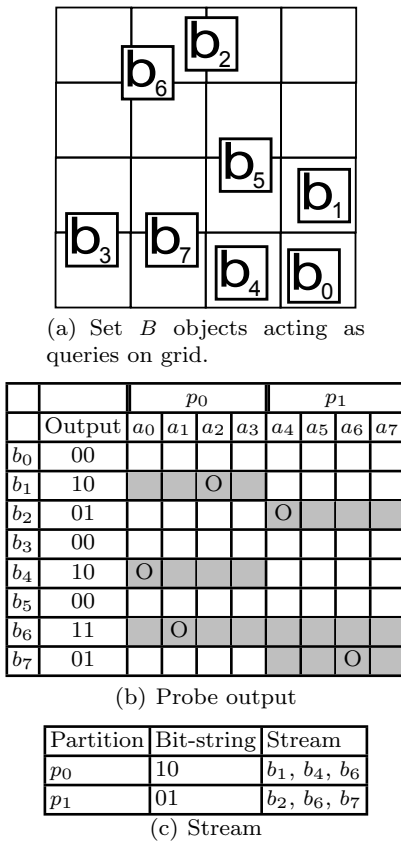 b2
b6
b5
b1
b3 b7
b4 b0
(a) Set B objects acting as
queries on grid.
p0 p1
Output a0 a1 a2 a3 a4 a5 a6 a7
b0 00
b1 10 O
b2 01 O
b3 00
b4 10 O
b5 00
b6 11 O
b7 01 O
(b) Probe output
Partition Bit-string Stream
p0 10 b1, b4, b6
p1 01 b2, b6, b7
(c) Stream